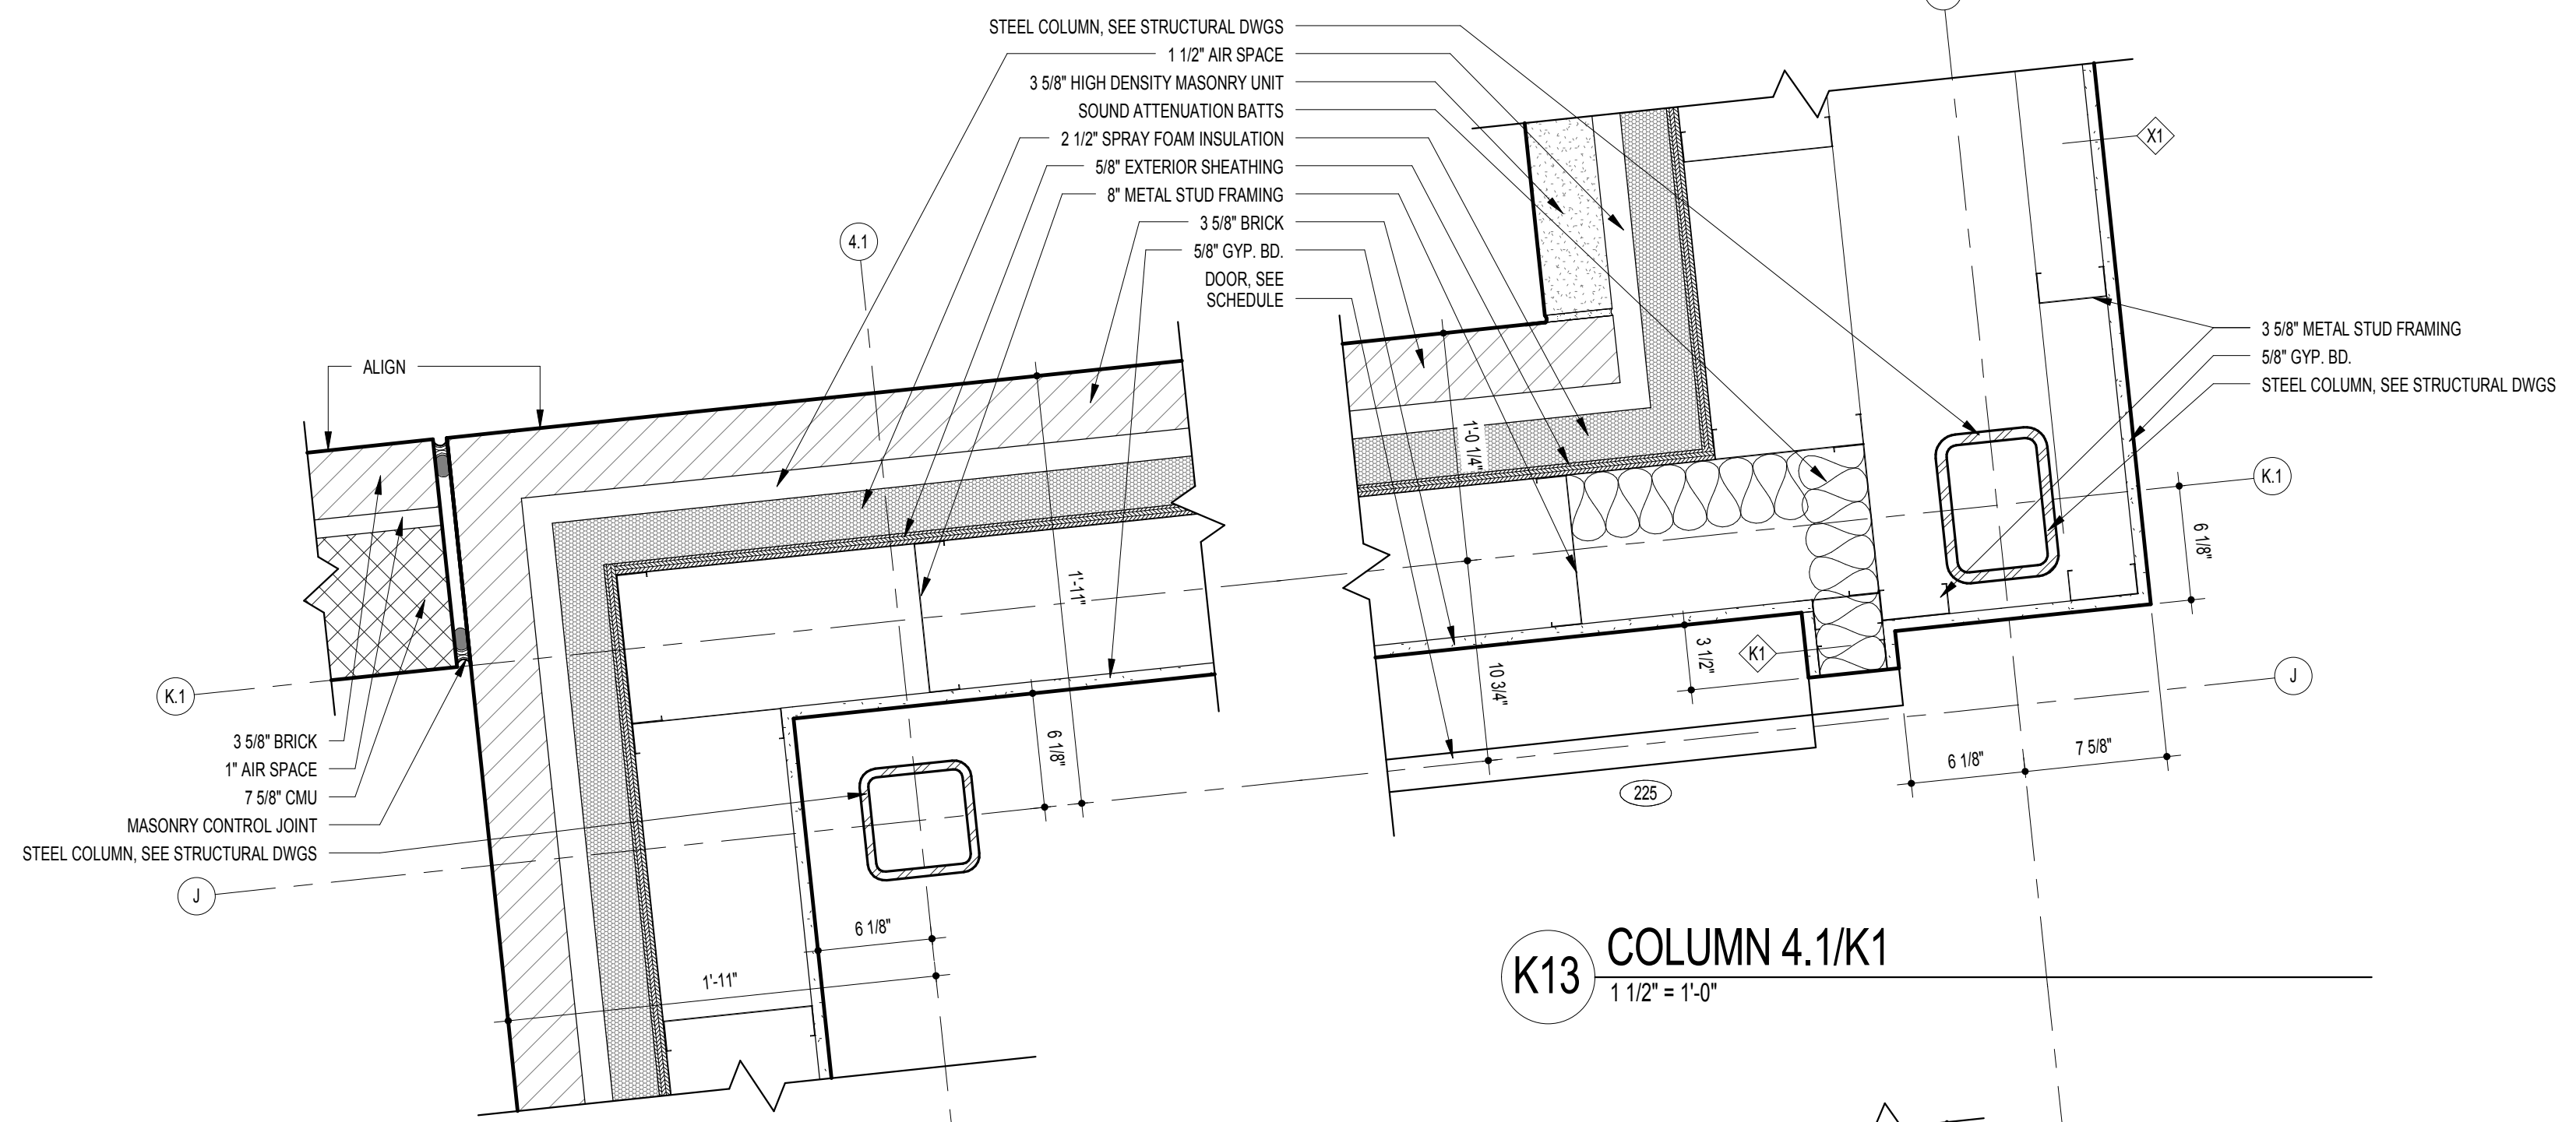 STEEL COLUMN, SEE STRUCTURAL DWGS
1 1/2" AIR SPACE
3 5/8" HIGH DENSITY MASONRY UNIT
SOUND ATTENUATION BATTS
2 1/2" SPRAY FOAM INSULATION
5/8" EXTERIOR SHEATHING
8" METAL STUD FRAMING
3 5/8" BRICK
5/8" GYP. BD.
DOOR, SEE
SCHEDULE
X1
4.1
ALIGN
3 5/8" METAL STUD FRAMING
5/8" GYP. BD.
STEEL COLUMN, SEE STRUCTURAL DWGS
1'-0 1/4"
K.1
6 1/8"
1'-11"
3 1/2"
K1
10 3/4"
J
K.1
3 5/8" BRICK
1" AIR SPACE
7 5/8" CMU
MASONRY CONTROL JOINT
STEEL COLUMN, SEE STRUCTURAL DWGS
J
6 1/8"
6 1/8"
7 5/8"
225
6 1/8"
1'-11"
K13
COLUMN 4.1/K1
1 1/2" = 1'-0"